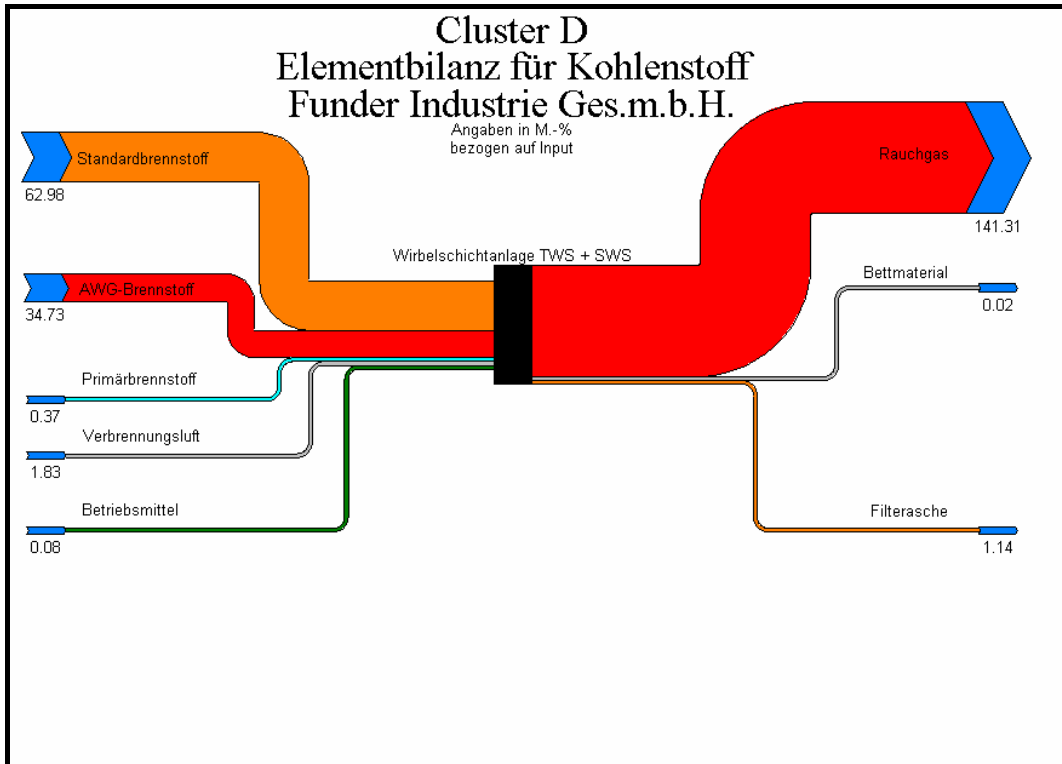 Cluster D
Elementbilanz für Kohlenstoff
Funder Industrie Ges.m.b.H.
Angaben in M.-%
bezogen auf Input
Standardbrennstoff
62.98
Rauchgas
141.31
Wirbelschichtanlage TWS + SWS
AWG-Brennstoff
34.73
Bettmaterial
0.02
Primärbrennstoff
0.37
Verbrennungsluft
1.83
Betriebsmittel
0.08
Filterasche
1.14